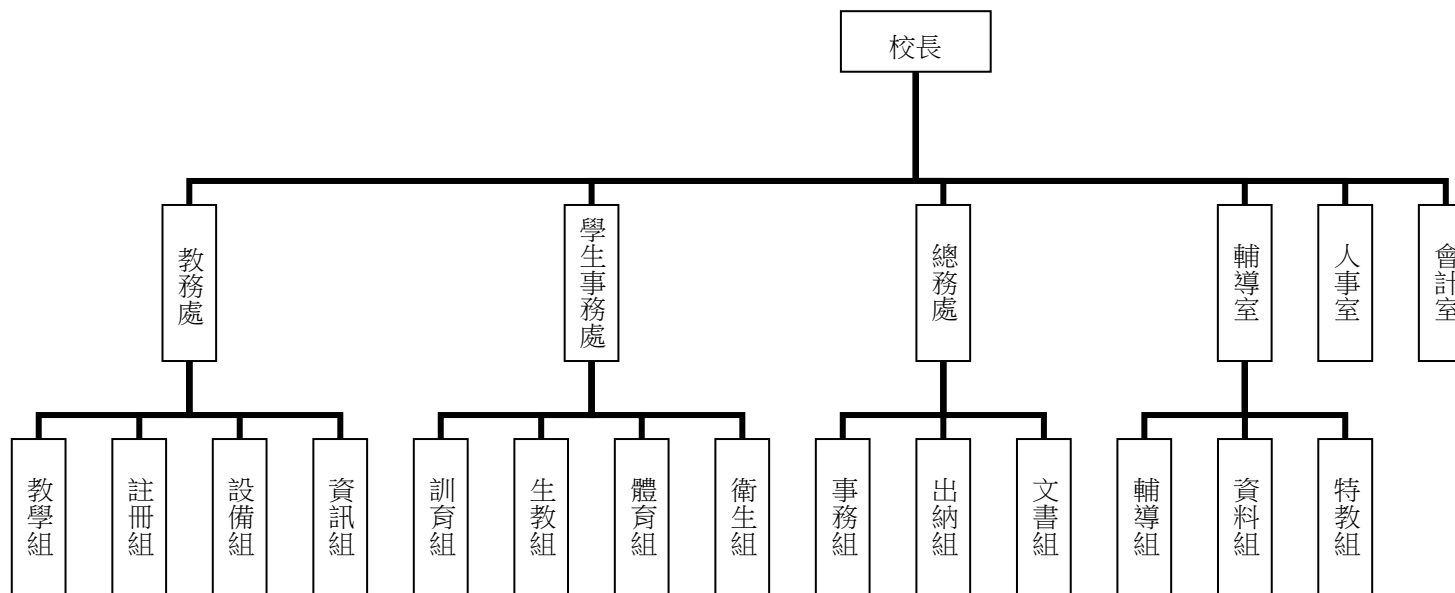 校長
教務處
學生事務處
總務處
輔導室
人事室
會計室
教學組
註冊組
設備組
資訊組
訓育組
生教組
體育組
衛生組
事務組
出納組
文書組
輔導組
資料組
特教組